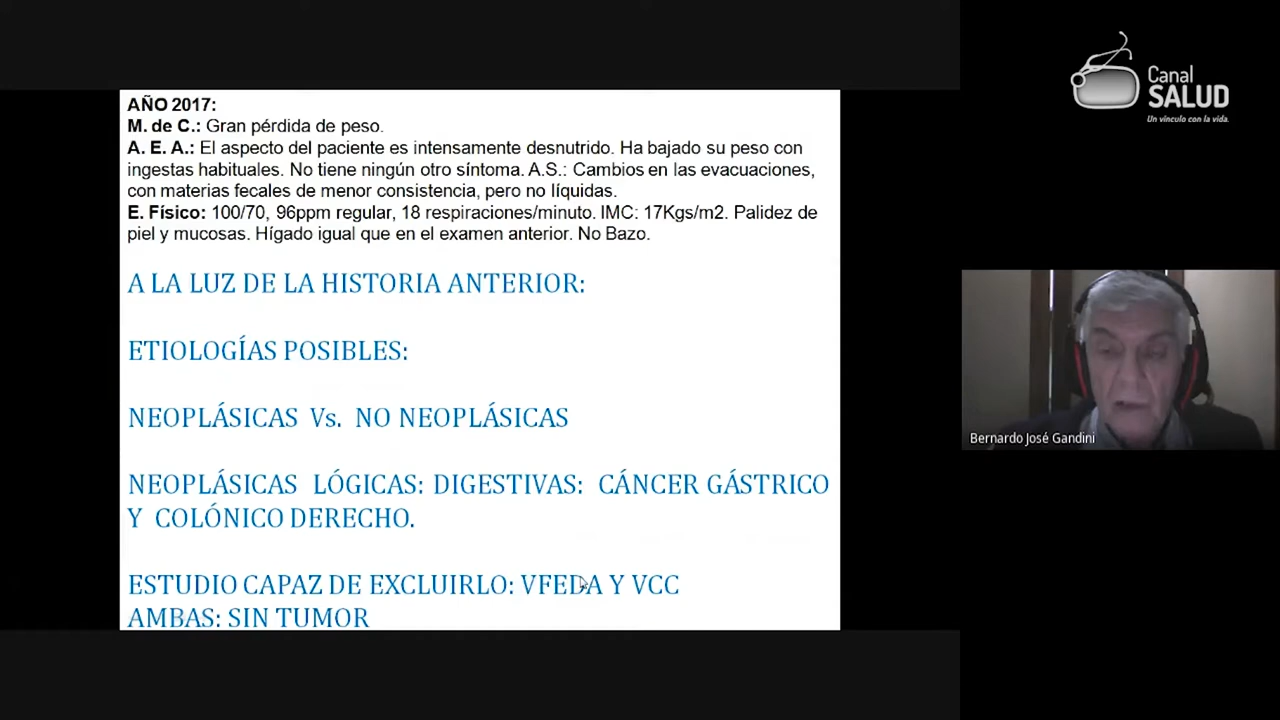 AÑO 2017:
M. de C.: Gran pérdida de peso.
A. E. A.: El aspecto del paciente es intensamente desnutrido. Ha bajado su peso con
ingestas habituales. No tiene ningún otro síntoma. A.S.: Cambios en las evacuaciones,
con materias fecales de menor consistencia, pero no líquidas.
E. Físico: 100/70, 96ppm regular, 18 respiraciones/minuto. IMC: 17Kgs/m2. Palidez de
piel y mucosas. Hígado igual que en el examen anterior. No Bazo.
A LA LUZ DE LA HISTORIA ANTERIOR:
ETIOLOGÍAS POSIBLES:
NEOPLÁSICAS Vs. NO NEOPLÁSICAS
NEOPLÁSICAS LÓGICAS: DIGESTIVAS: CÁNCER GÁSTRICO
Y COLÓNICO DERECHO.
ESTUDIO CAPAZ DE EXCLUIRLO: VFEDA Y VCC
AMBAS: SIN TUMOR
Canal
SALUD
Un vínculo con la vida.
Bernardo José Gandini